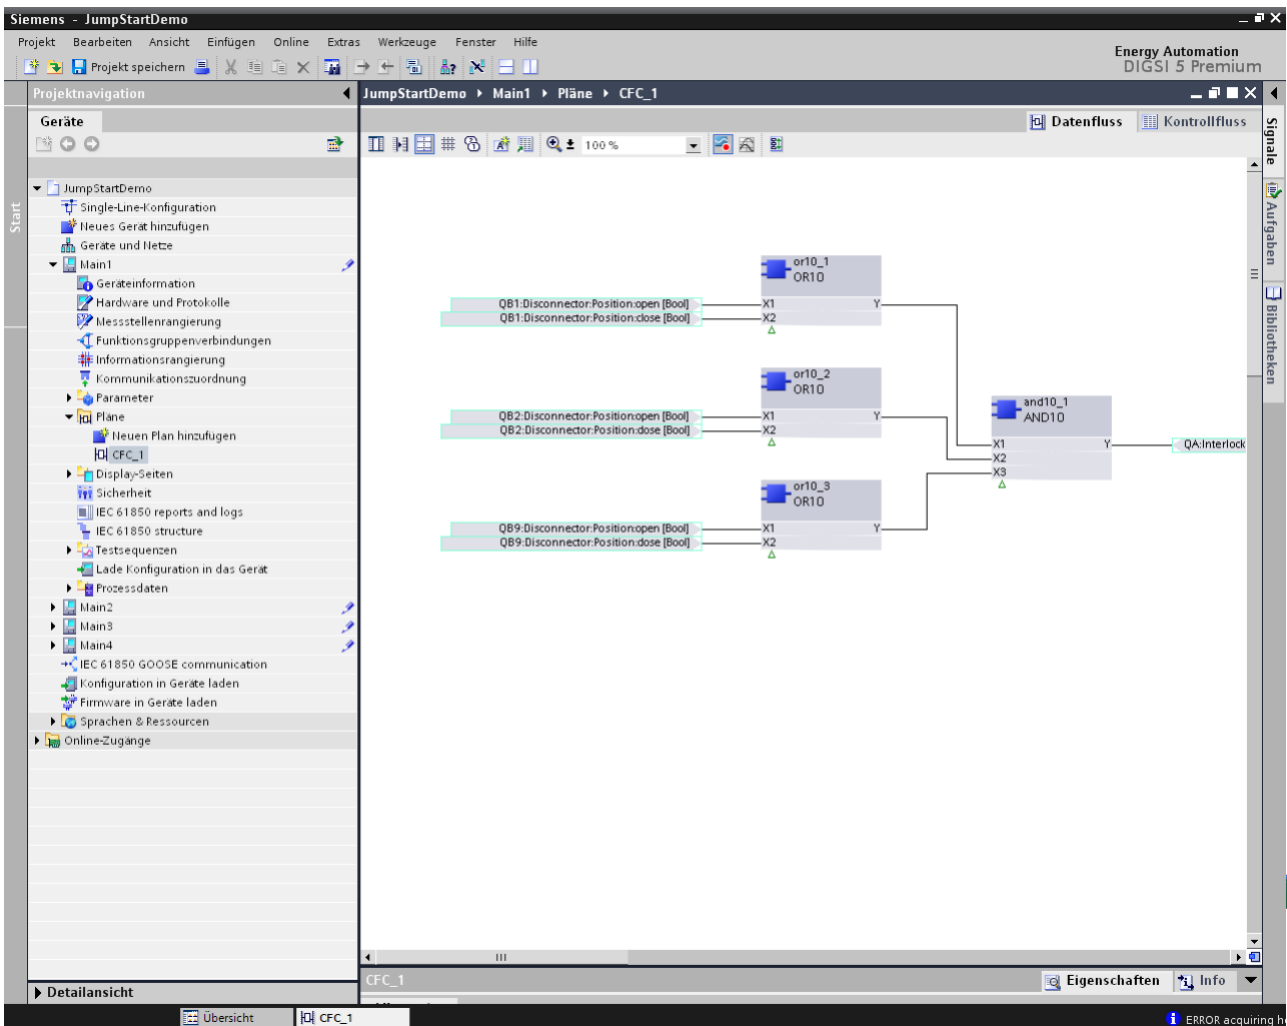 Siemens - JumpStartDemo
Projekt Bearbeiten Ansicht Einfügen Online Extras Werkzeuge Fenster Hilfe
Projekt speichern
Energy Automation
DIGSI 5 Premium
Projektnavigation
JumpStartDemo Main1 Pläne CFC_1
Geräte
Datenfluss Kontrollfluss
100 %
Start
JumpStartDemo
Single-Line-Konfiguration
Neues Gerät hinzufügen
Geräte und Netze
Main1
Geräteinformation
Hardware und Protokolle
Messstellenrangierung
Funktionsgruppenverbindungen
Informationsrangierung
Kommunikationszuordnung
Parameter
Pläne
Neuen Plan hinzufügen
CFC_1
Display-Seiten
Sicherheit
IEC 61850 reports and logs
IEC 61850 structure
Testsequenzen
Lade Konfiguration in das Gerät
Prozessdaten
Main2
Main3
Main4
IEC 61850 GOOSE communication
Konfiguration in Geräte laden
Firmware in Geräte laden
Sprachen & Ressourcen
Online-Zugänge
Detailansicht
or10_1
OR10
QB1:Disconnector:Position:open [Bool] X1 Y
QB1:Disconnector:Position:close [Bool] X2
or10_2
OR10
QB2:Disconnector:Position:open [Bool] X1 Y
QB2:Disconnector:Position:close [Bool] X2
or10_3
OR10
QB9:Disconnector:Position:open [Bool] X1 Y
QB9:Disconnector:Position:close [Bool] X2
and10_1
AND10
X1 Y QA:Interlock
X2
X3
Signale
Aufgaben
Bibliotheken
CFC_1
Eigenschaften Info
Übersicht CFC_1
ERROR acquiring